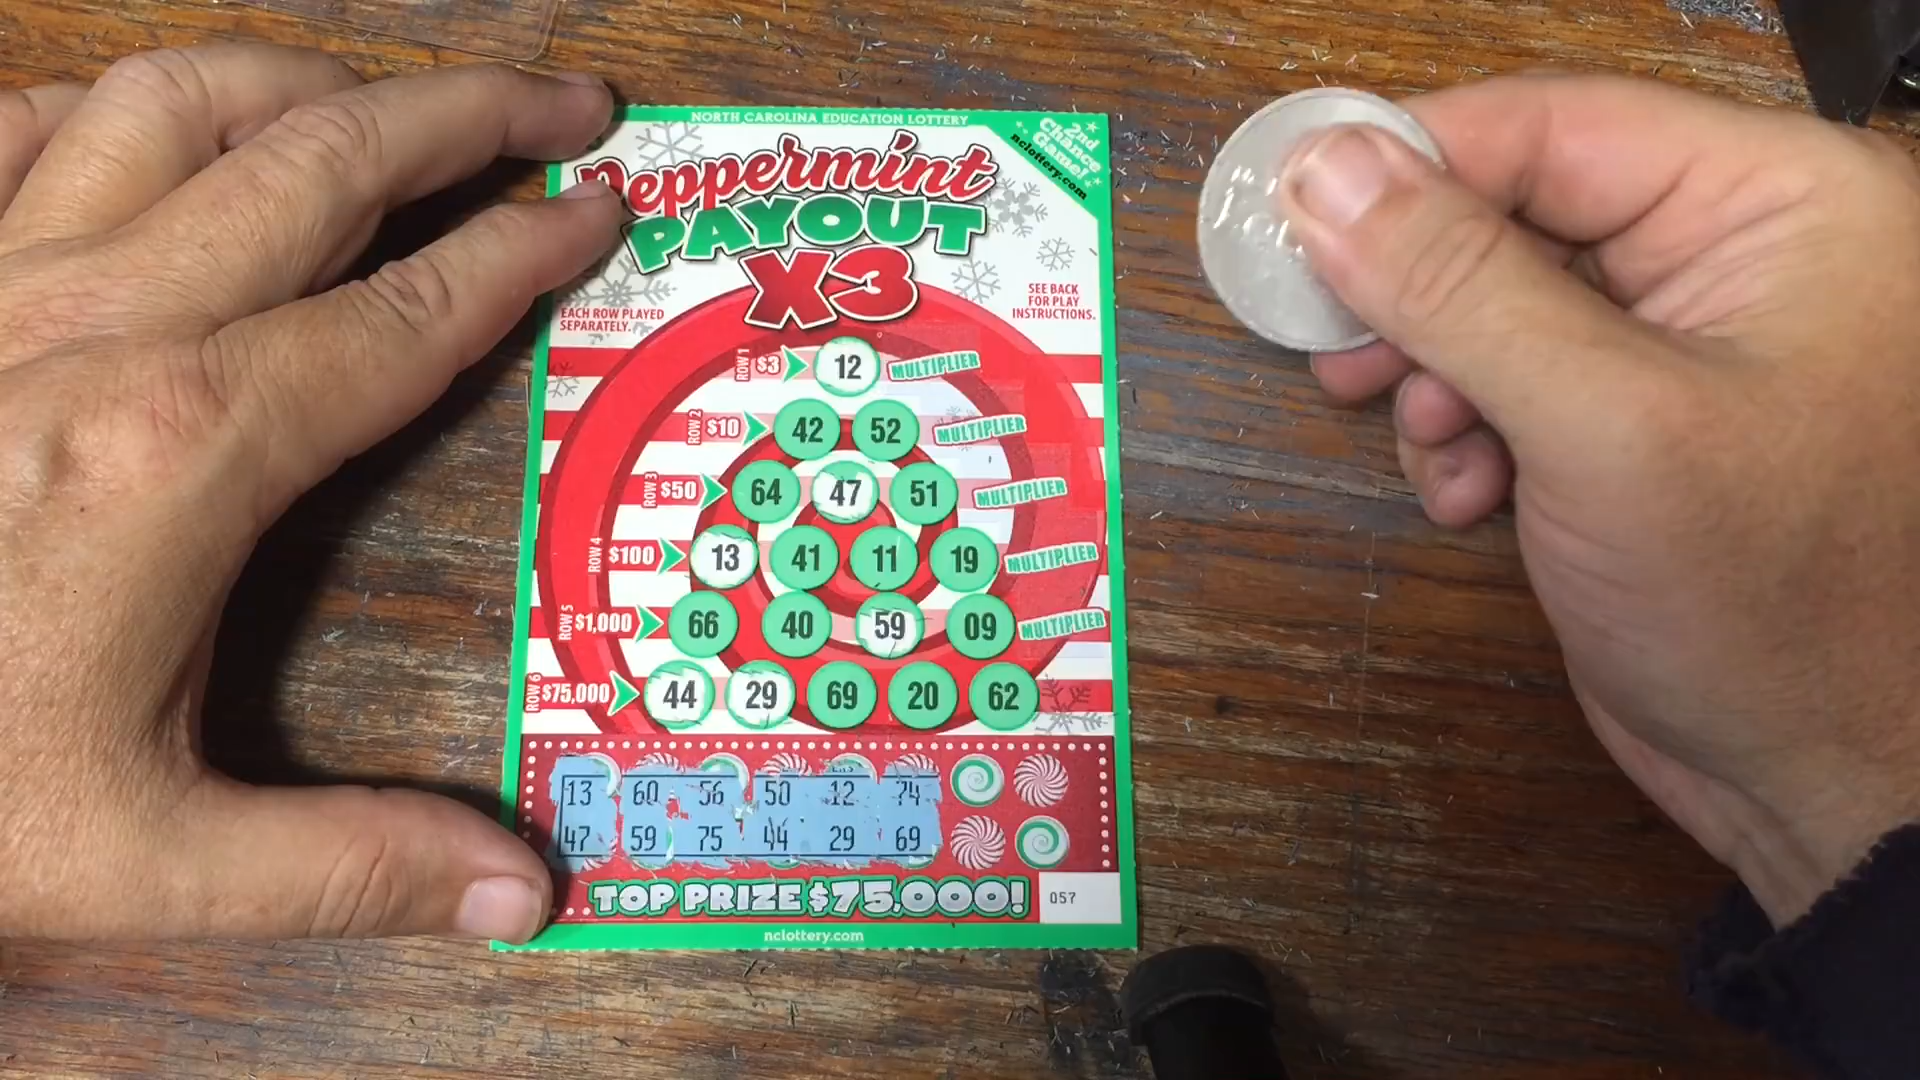 NORTH CAROLINA EDUCATION LOTTERY
2nd
Chance
Game!
nclottery.com
Peppermint
PAYOUT
X3
EACH ROW PLAYED
SEPARATELY.
SEE BACK
FOR PLAY
INSTRUCTIONS.
ROW 1 $3 12 MULTIPLIER
ROW 2 $10 42 52 MULTIPLIER
ROW 3 $50 64 47 51 MULTIPLIER
ROW 4 $100 13 41 11 19 MULTIPLIER
ROW 5 $1,000 66 40 59 09 MULTIPLIER
ROW 6 $75,000 44 29 69 20 62
13 60 56 50 12 74
47 59 75 44 29 69
TOP PRIZE $75,000!
057
nclottery.com